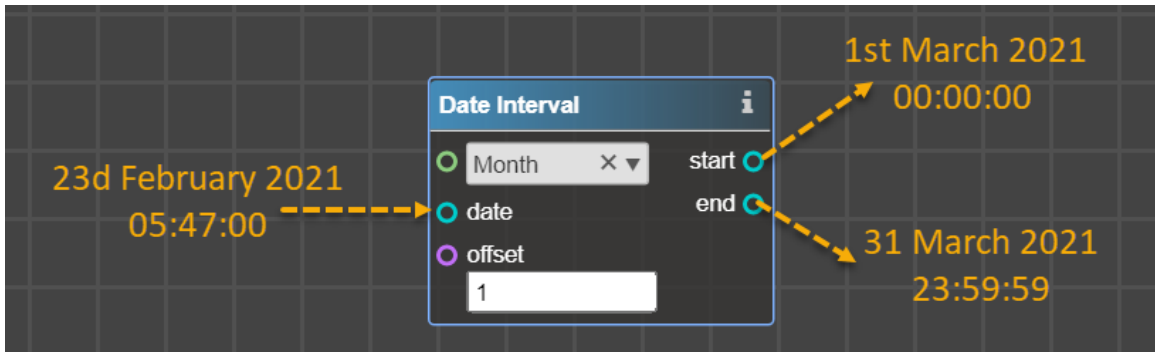 1st March 2021
00:00:00
Date Interval
i
Month
start
23d February 2021
05:47:00
date
end
offset
1
31 March 2021
23:59:59